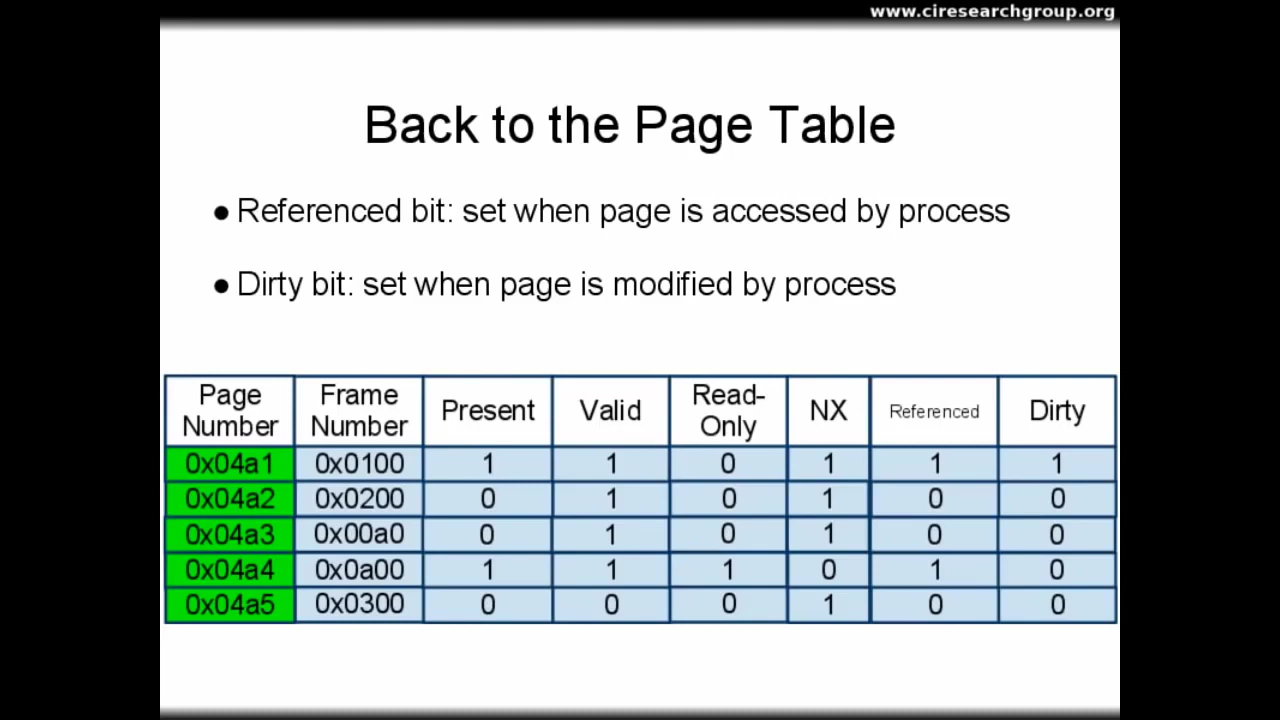 www.ciresearchgroup.org
Back to the Page Table
● Referenced bit: set when page is accessed by process
● Dirty bit: set when page is modified by process
Page Number Frame Number Present Valid Read-Only NX Referenced Dirty
0x04a1 0x0100 1 1 0 1 1 1
0x04a2 0x0200 0 1 0 1 0 0
0x04a3 0x00a0 0 1 0 1 0 0
0x04a4 0x0a00 1 1 1 0 1 0
0x04a5 0x0300 0 0 0 1 0 0